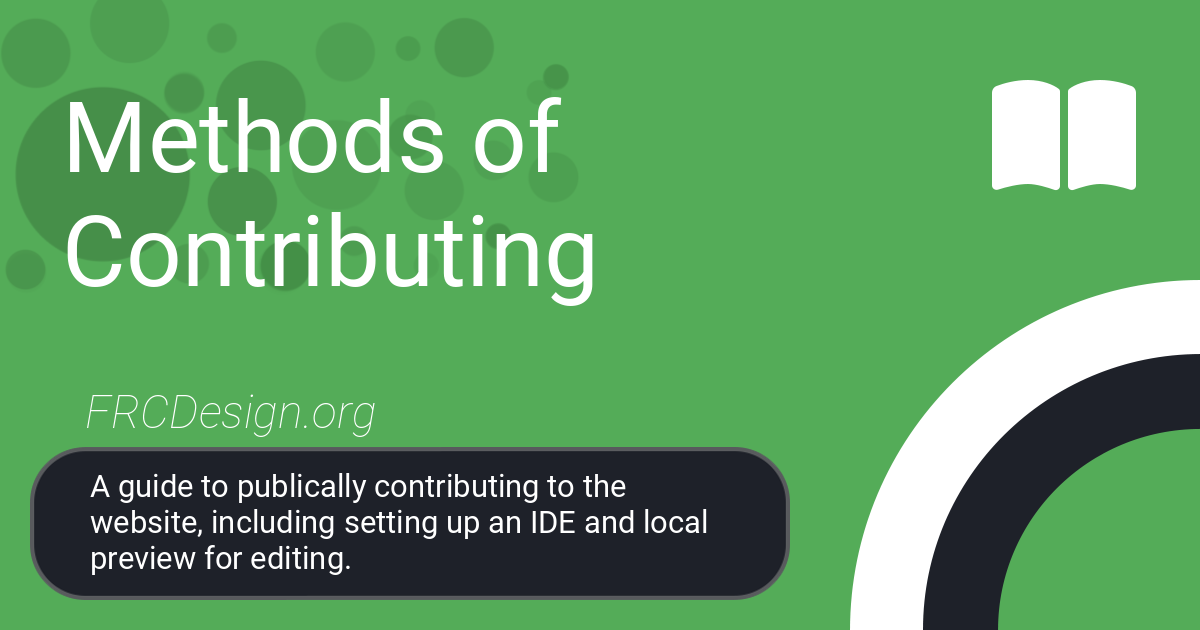 Methods of
Contributing
FRCDesign.org
A guide to publically contributing to the
website, including setting up an IDE and local
preview for editing.